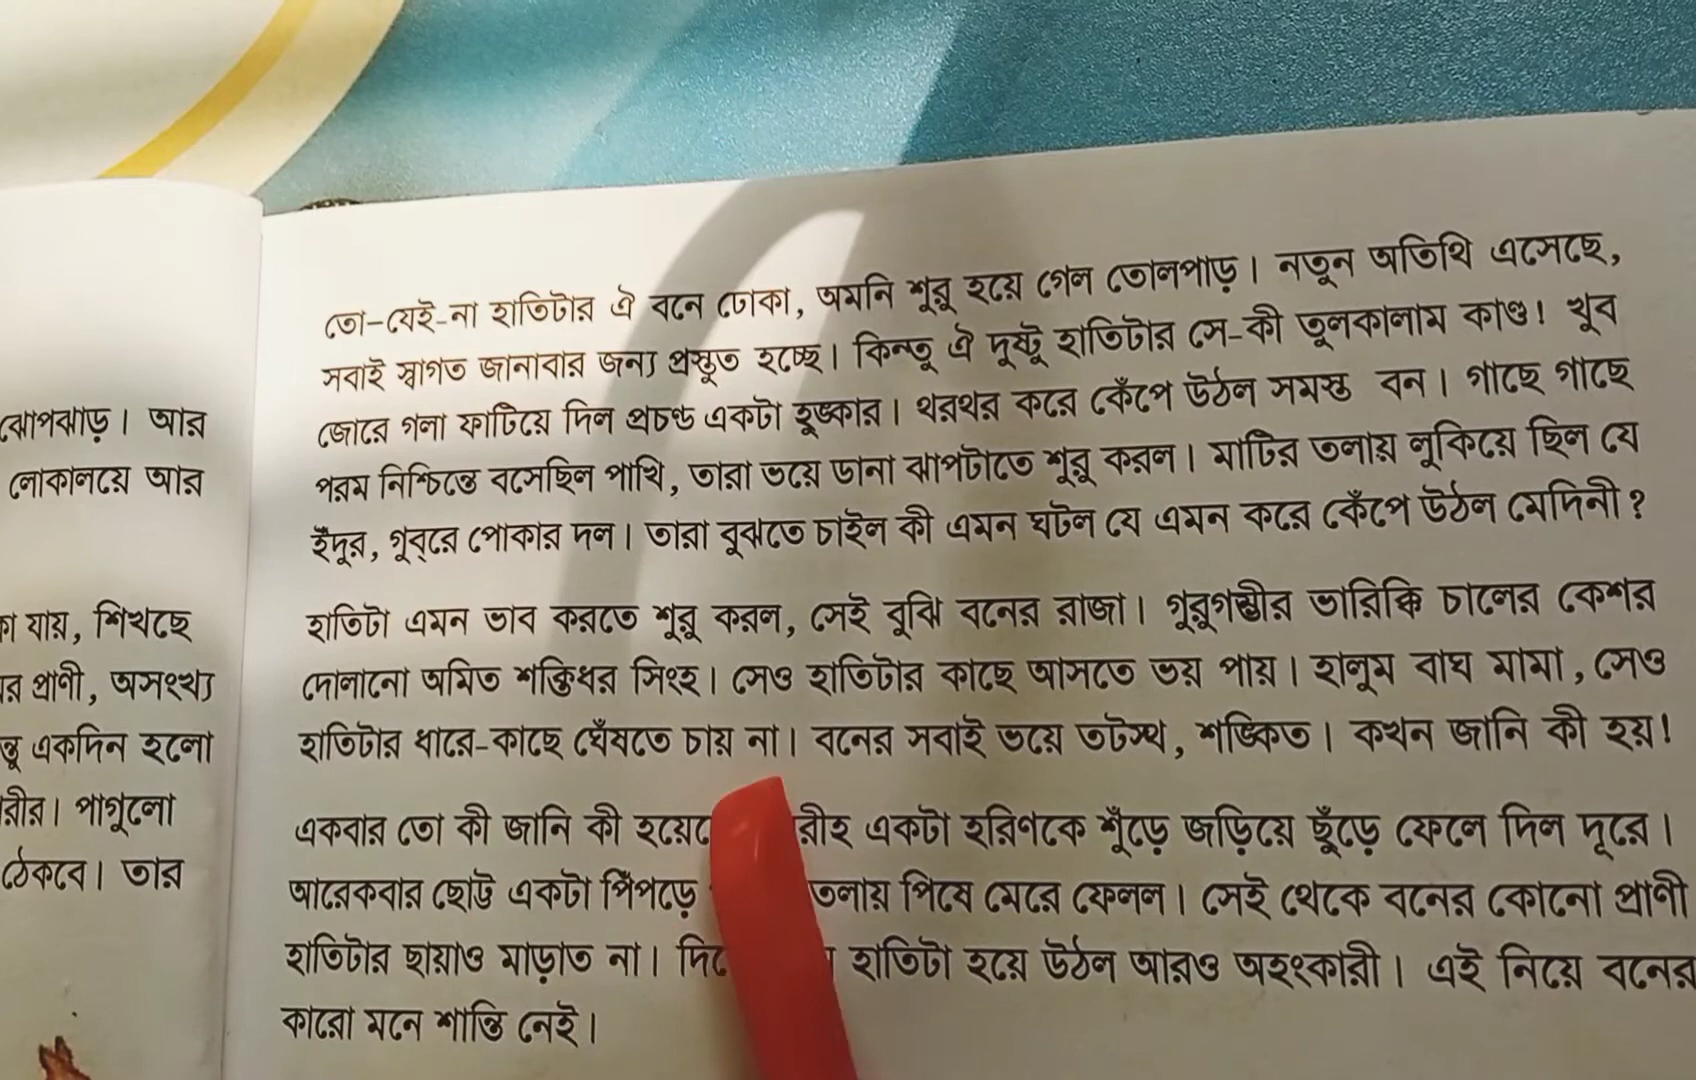 ঝোপঝাড়। আর
লোকালয়ে আর
যায়, শিখছে
প্রাণী, অসংখ্য
একদিন হলো
পাগুলো
ঠেকবে। তার
তো-যেই-না হাতিটার ঐ বনে ঢোকা, অমনি শুরু হয়ে গেল তোলপাড়। নতুন অতিথি এসেছে,
সবাই স্বাগত জানাবার জন্য প্রস্তুত হচ্ছে। কিন্তু ঐ দুষ্টু হাতিটার সে-কী তুলকালাম কাণ্ড! খুব
জোরে গলা ফাটিয়ে দিল প্রচণ্ড একটা হুঙ্কার। থরথর করে কেঁপে উঠল সমস্ত বন। গাছে গাছে
পরম নিশ্চিন্তে বসেছিল পাখি, তারা ভয়ে ডানা ঝাপটাতে শুরু করল। মাটির তলায় লুকিয়ে ছিল যে
ইঁদুর, গুব্‌রে পোকার দল। তারা বুঝতে চাইল কী এমন ঘটল যে এমন করে কেঁপে উঠল মেদিনী?
হাতিটা এমন ভাব করতে শুরু করল, সেই বুঝি বনের রাজা। গুরুগম্ভীর ভারিক্কি চালের কেশর
দোলানো অমিত শক্তিধর সিংহ। সেও হাতিটার কাছে আসতে ভয় পায়। হালুম বাঘ মামা, সেও
হাতিটার ধারে-কাছে ঘেঁষতে চায় না। বনের সবাই ভয়ে তটস্থ, শঙ্কিত। কখন জানি কী হয়!
একবার তো কী জানি কী একটা হরিণকে শুঁড়ে জড়িয়ে ছুঁড়ে ফেলে দিল দূরে।
আরেকবার ছোট্ট একটা পিঁপড়ে তলায় পিষে মেরে ফেলল। সেই থেকে বনের কোনো প্রাণী
হাতিটার ছায়াও মাড়াত না। হাতিটা হয়ে উঠল আরও অহংকারী। এই নিয়ে বনের
কারো মনে শান্তি নেই।